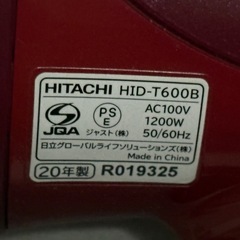 HITACHI HID-T600B
JQA
PS
E
ジャスト(株)
AC100V
1200W
50/60Hz
日立グローバルライフソリューションズ(株)
Made in China
20年製 R019325